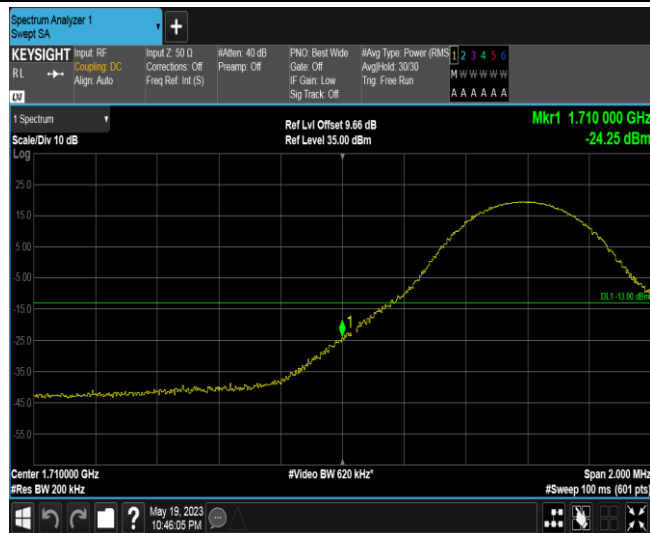 Spectrum Analyzer 1
Swept SA
+
KEYSIGHT
RL
Input: RF
Coupling: DC
Align: Auto
Input Z: 50 Ω
Corrections: Off
Freq Ref: Int (S)
#Atten: 40 dB
Preamp: Off
PNO: Best Wide
Gate: Off
IF Gain: Low
Sig Track: Off
#Avg Type: Power (RMS
Avg|Hold: 30/30
Trig: Free Run
1 2 3 4 5 6
M W W W W W
A A A A A A
1 Spectrum
Scale/Div 10 dB
Log
Ref Lvl Offset 9.66 dB
Ref Level 35.00 dBm
Mkr1 1.710 000 GHz
-24.25 dBm
25.0
15.0
5.00
-5.00
-15.0
-25.0
-35.0
-45.0
-55.0
1
DL1 -13.00 dBm
Center 1.710000 GHz
#Res BW 200 kHz
#Video BW 620 kHz*
Span 2.000 MHz
#Sweep 100 ms (601 pts)
?
May 19, 2023
10:46:05 PM